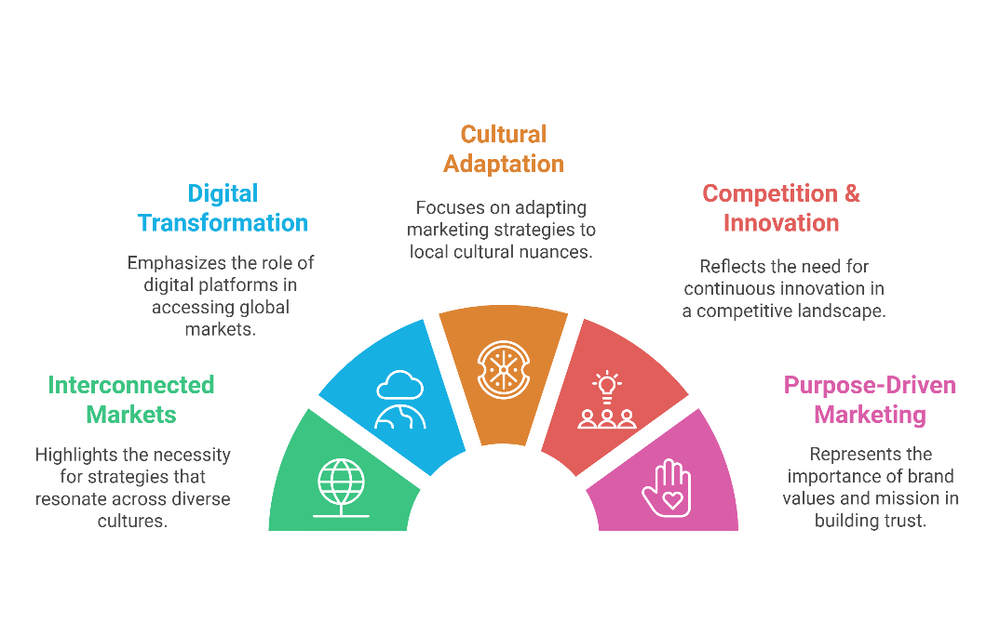 Cultural
Adaptation
Focuses on adapting
marketing strategies to
local cultural nuances.
Digital
Transformation
Emphasizes the role of
digital platforms in
accessing global
markets.
Competition &
Innovation
Reflects the need for
continuous innovation in
a competitive landscape.
Interconnected
Markets
Highlights the necessity
for strategies that
resonate across diverse
cultures.
Purpose-Driven
Marketing
Represents the
importance of brand
values and mission in
building trust.